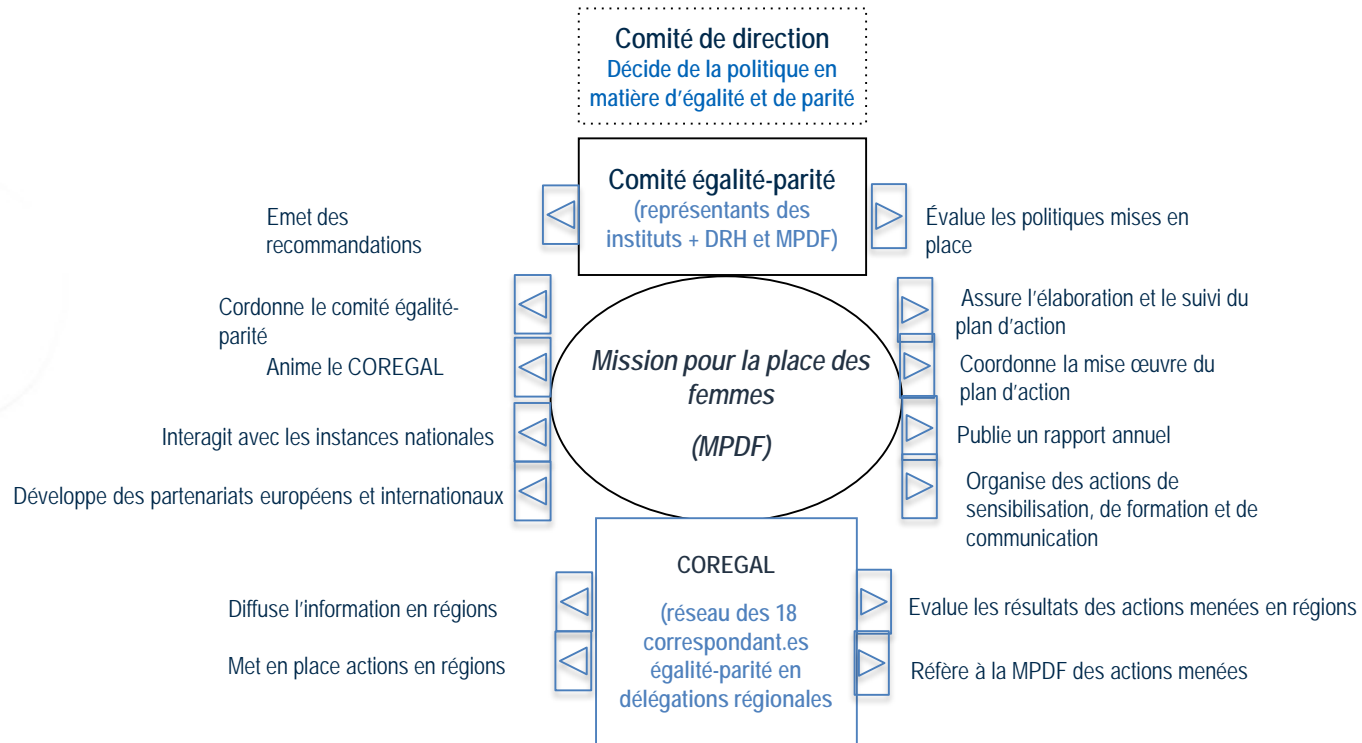 Comité de direction
Décide de la politique en
matière d'égalité et de parité
Comité égalité-parité
(représentants des
instituts + DRH et MPDF)
Emet des
recommandations
Évalue les politiques mises en
place
Cordonne le comité égalité-
parité
Anime le COREGAL
Interagit avec les instances nationales
Développe des partenariats européens et internationaux
Mission pour la place des
femmes
(MPDF)
Assure l'élaboration et le suivi du
plan d'action
Coordonne la mise œuvre du
plan d'action
Publie un rapport annuel
Organise des actions de
sensibilisation, de formation et de
communication
COREGAL
(réseau des 18
correspondant.es
égalité-parité en
délégations régionales
Diffuse l'information en régions
Met en place actions en régions
Evalue les résultats des actions menées en régions
Réfère à la MPDF des actions menées